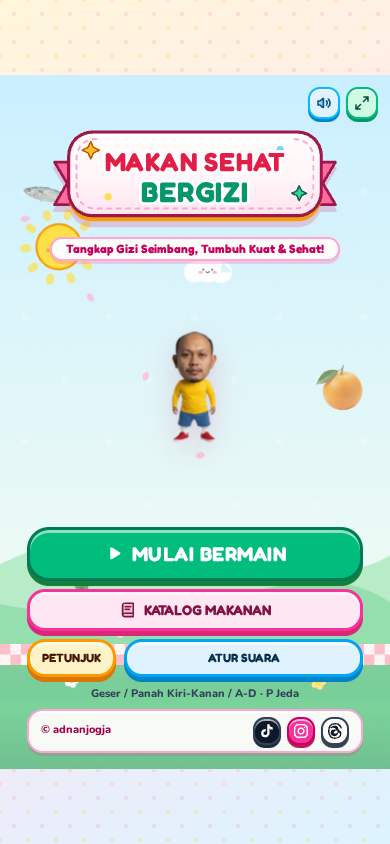 MAKAN SEHAT
BERGIZI
Tangkap Gizi Seimbang, Tumbuh Kuat & Sehat!
MULAI BERMAIN
KATALOG MAKANAN
PETUNJUK
ATUR SUARA
Geser / Panah Kiri-Kanan / A-D · P Jeda
© adnanjogja